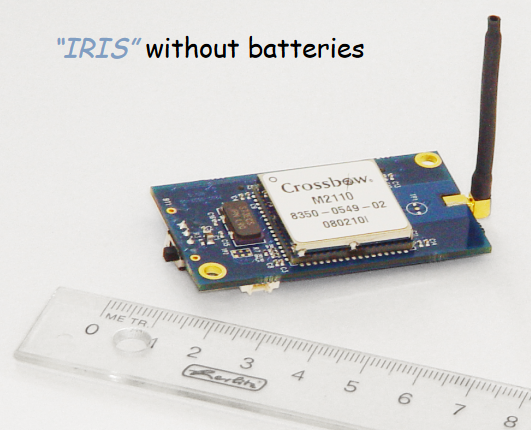 "IRIS" without batteries
Crossbow®
M2110
8350-0549-02
080210I
METR.
0 1 2 3 4 5 6 7 8
Herlitz